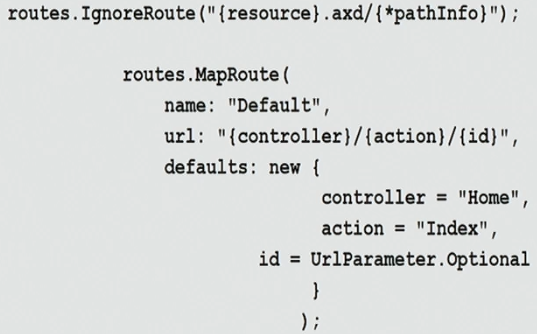 routes.IgnoreRoute("{resource}.axd/{*pathInfo}");
routes.MapRoute(
name: "Default",
url: "{controller}/{action}/{id}",
defaults: new {
controller = "Home",
action = "Index",
id = UrlParameter.Optional
}
);